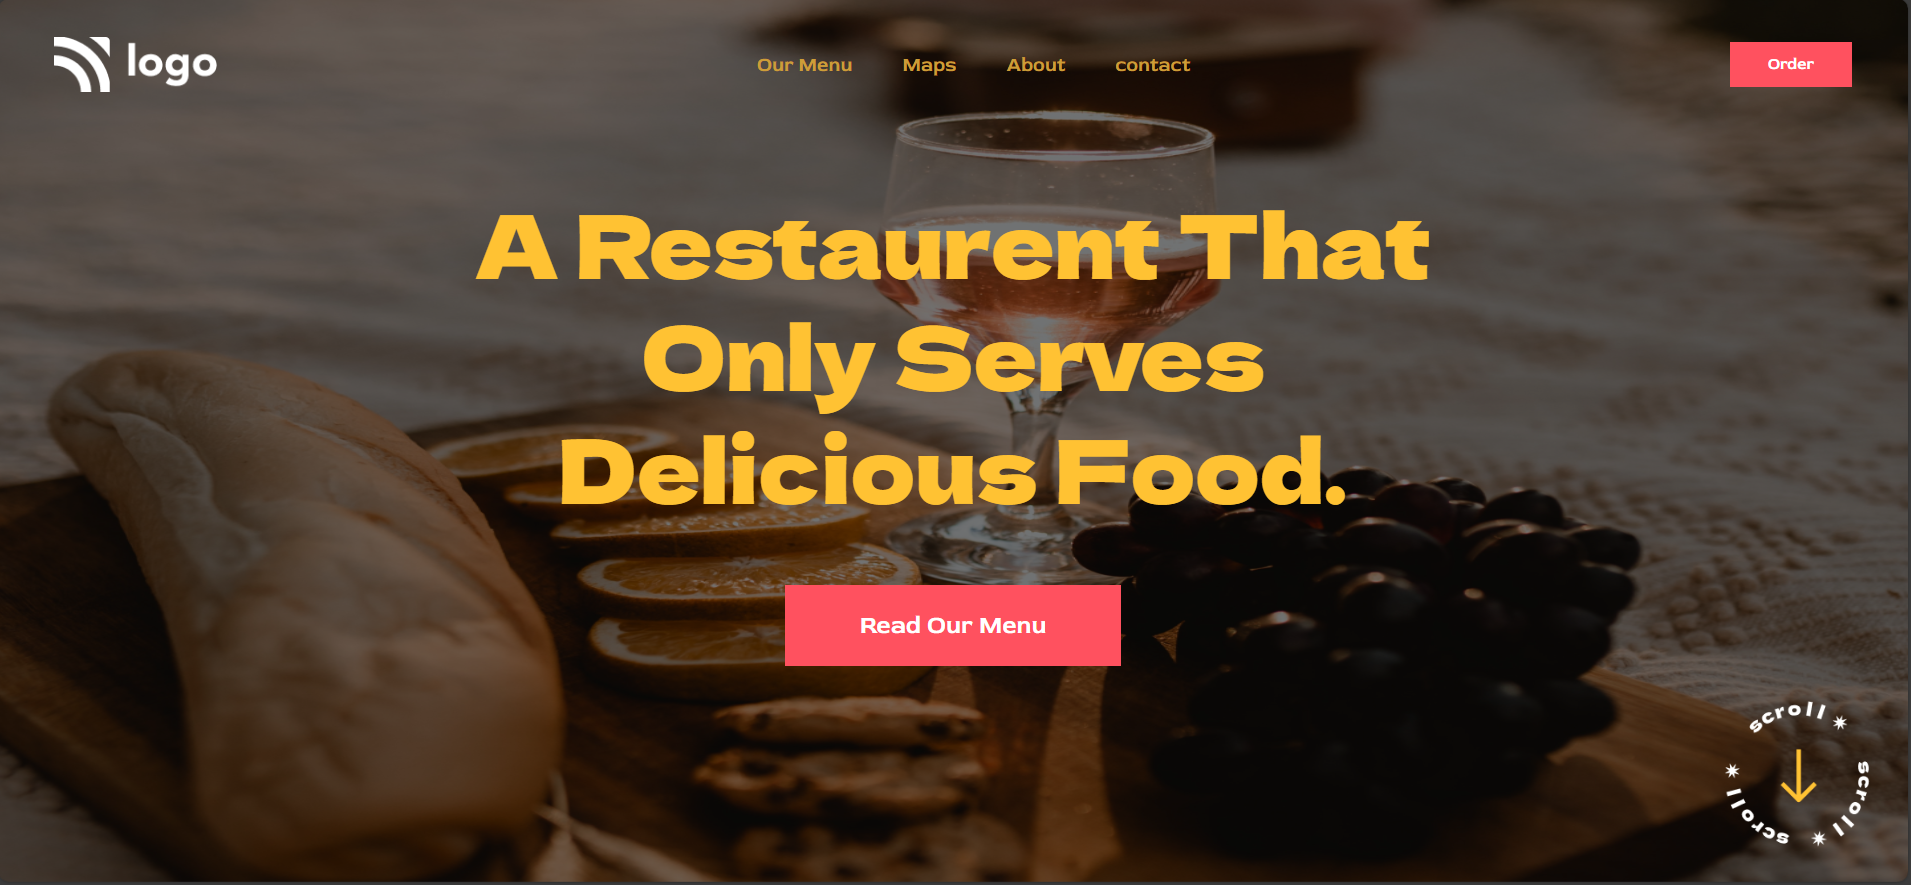 logo
Our Menu
Maps
About
contact
Order
A Restaurent That
Only Serves
Delicious Food.
Read Our Menu
scroll ✷ scroll ✷ scroll ✷